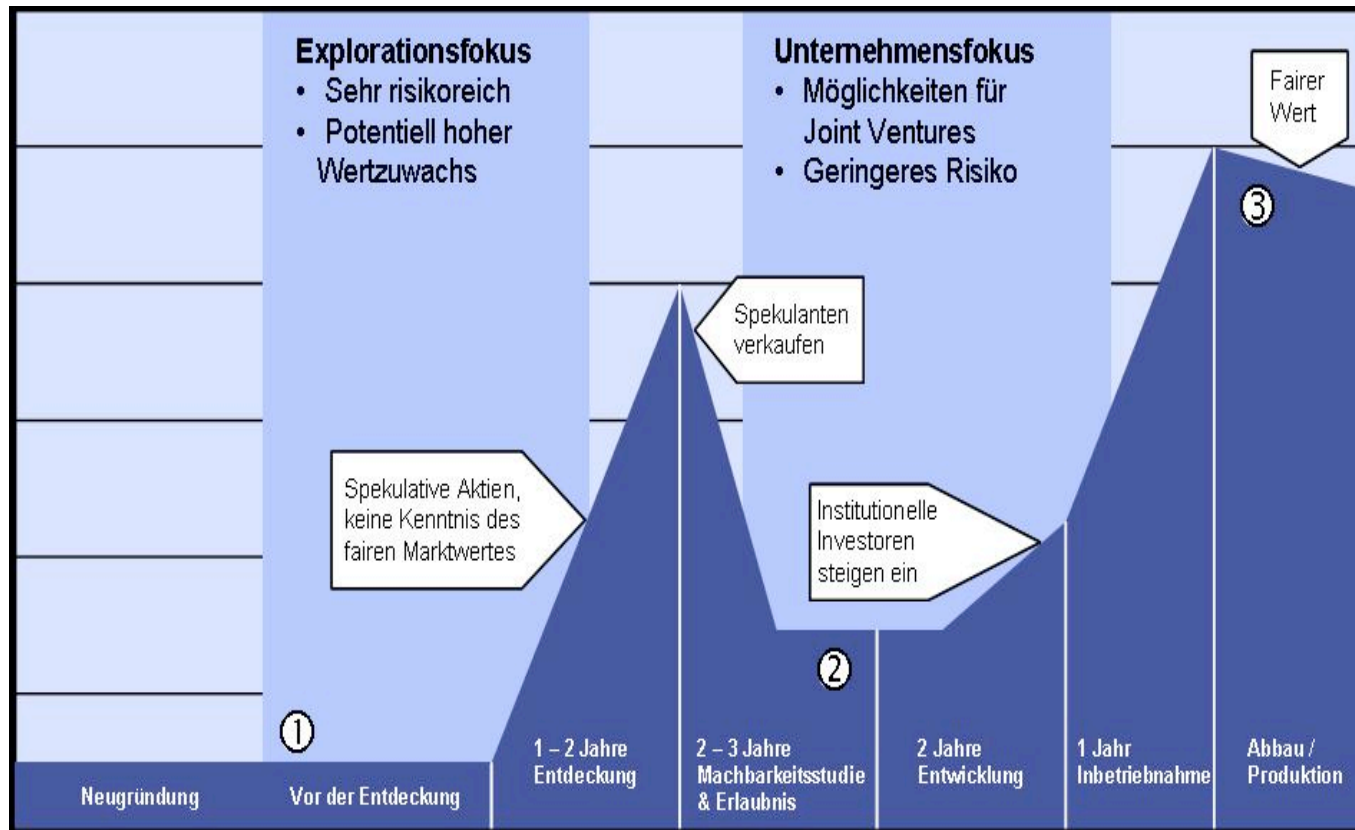 Explorationsfokus
• Sehr risikoreich
• Potentiell hoher
Wertzuwachs
Unternehmensfokus
• Möglichkeiten für
Joint Ventures
• Geringeres Risiko
Fairer
Wert
③
Spekulanten
verkaufen
Spekulative Aktien,
keine Kenntnis des
fairen Marktwertes
Institutionelle
Investoren
steigen ein
②
①
Neugründung
Vor der Entdeckung
1 – 2 Jahre
Entdeckung
2 – 3 Jahre
Machbarkeitsstudie
& Erlaubnis
2 Jahre
Entwicklung
1 Jahr
Inbetriebnahme
Abbau /
Produktion